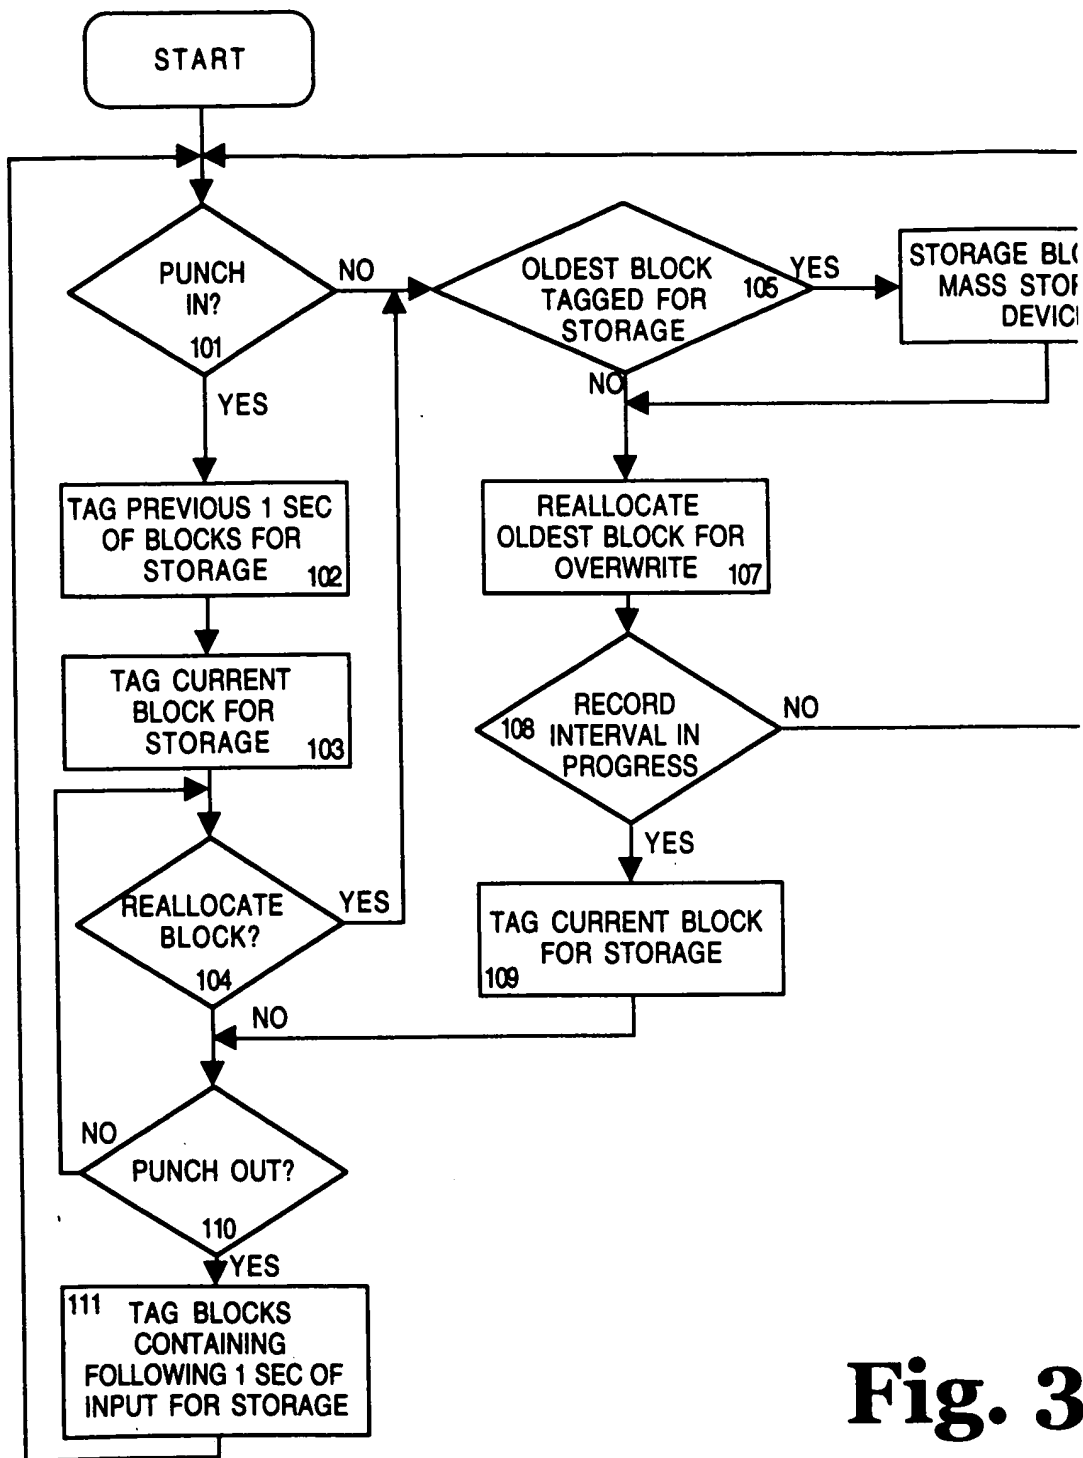 START
PUNCH
IN?
101
NO
YES
OLDEST BLOCK
TAGGED FOR
STORAGE
105
YES
NO
STORAGE
MASS
TAG PREVIOUS 1 SEC
OF BLOCKS FOR
STORAGE
102
REALLOCATE
OLDEST BLOCK FOR
OVERWRITE
107
TAG CURRENT
BLOCK FOR
STORAGE
103
108
RECORD
INTERVAL IN
PROGRESS
NO
YES
REALLOCATE
BLOCK?
104
YES
NO
TAG CURRENT BLOCK
FOR STORAGE
109
PUNCH OUT?
110
NO
YES
111
TAG BLOCKS
CONTAINING
FOLLOWING 1 SEC OF
INPUT FOR STORAGE
Fig. 3